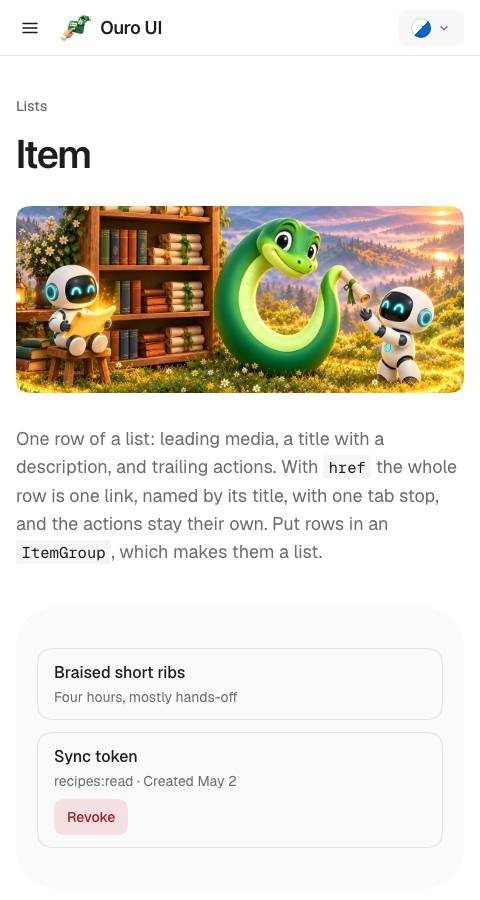 Ouro UI
Lists
Item
One row of a list: leading media, a title with a
description, and trailing actions. With href the whole
row is one link, named by its title, with one tab stop,
and the actions stay their own. Put rows in an
ItemGroup, which makes them a list.
Braised short ribs
Four hours, mostly hands-off
Sync token
recipes:read · Created May 2
Revoke